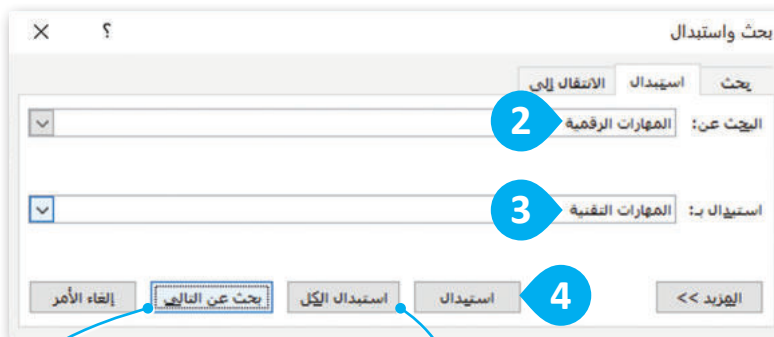 بحث واستبدال ؟ ×
بحث استبدال الانتقال إلى
البحث عن: المهارات الرقمية 2
استبدال بـ: المهارات التقنية 3
المزيد >> 4 استبدال استبدال الكل بحث عن التالي إلغاء الأمر